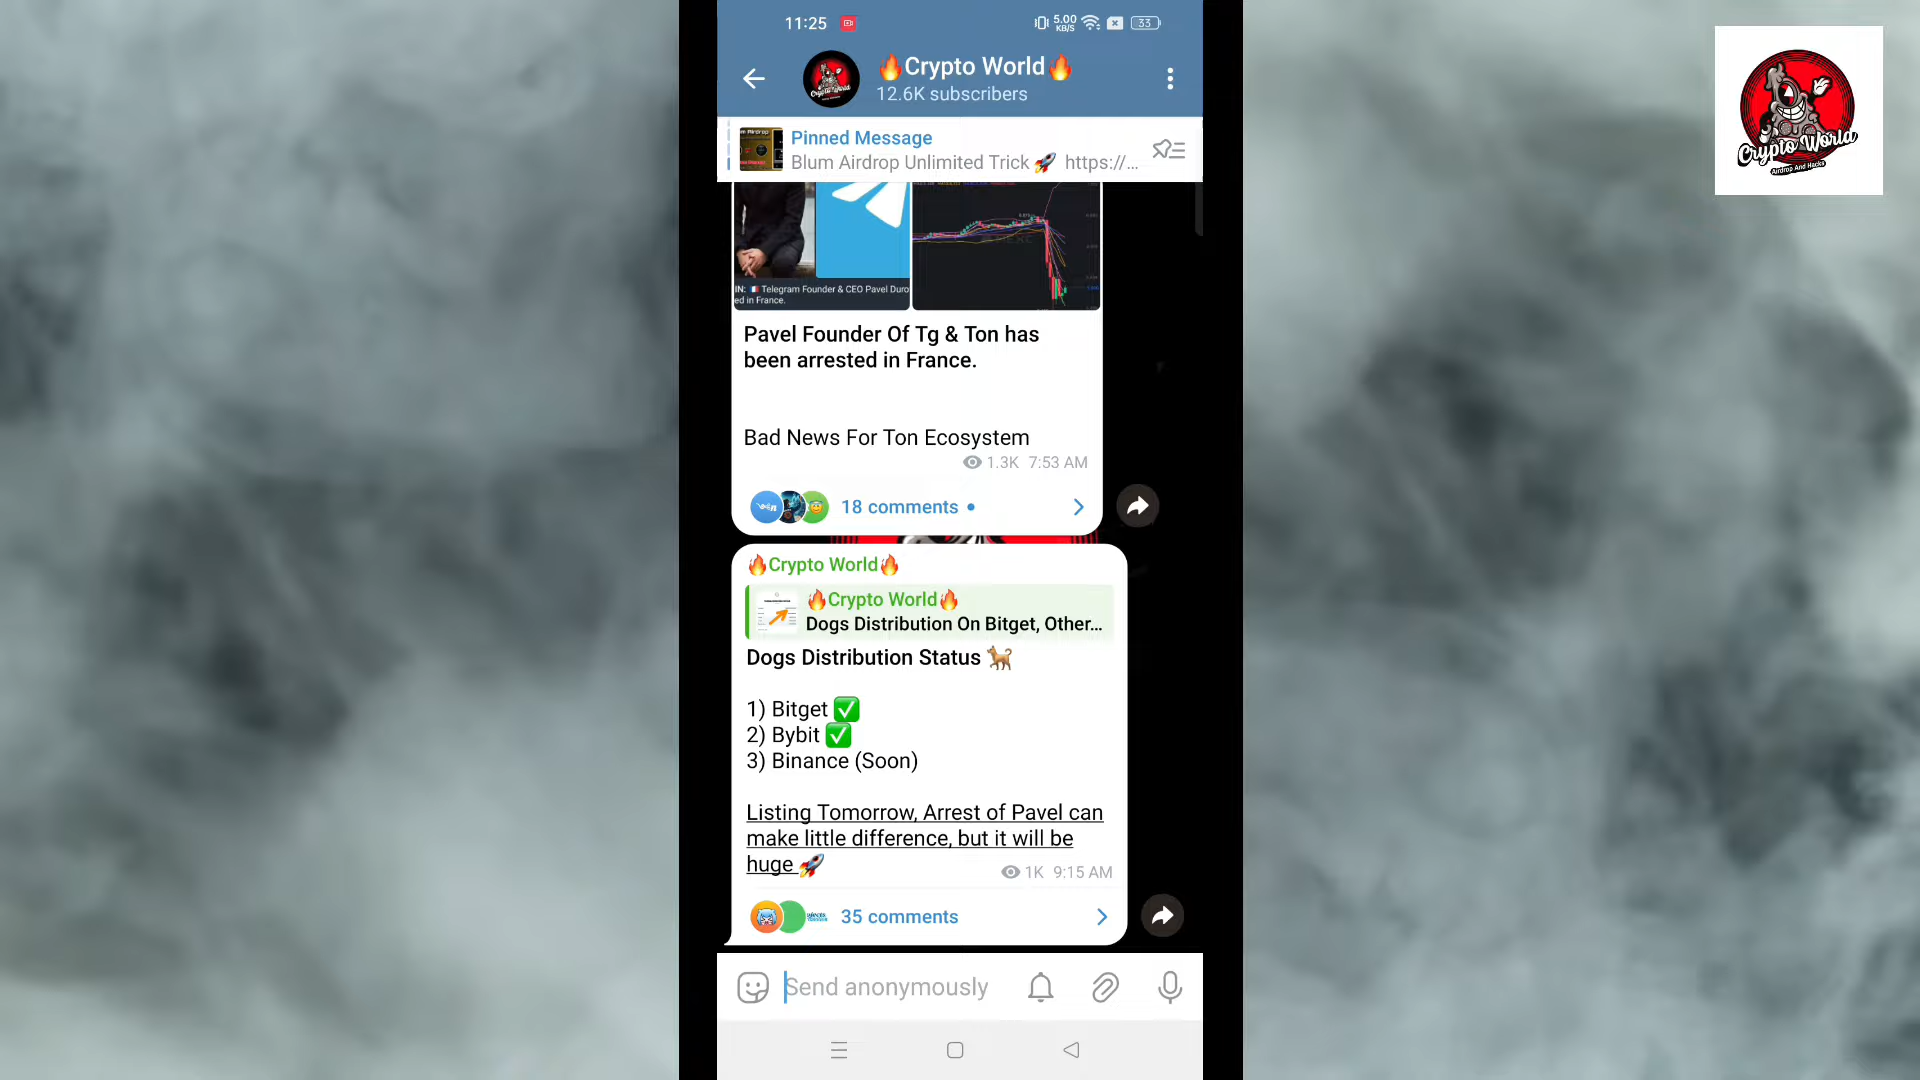 11:25
5.00
KB/S
33
🔥Crypto World🔥
12.6K subscribers
Pinned Message
Blum Airdrop Unlimited Trick 🚀 https://...
IN: 🇫🇷 Telegram Founder & CEO Pavel Duro
ed in France.
Pavel Founder Of Tg & Ton has
been arrested in France.
Bad News For Ton Ecosystem
1.3K 7:53 AM
18 comments
🔥Crypto World🔥
🔥Crypto World🔥
Dogs Distribution On Bitget, Other...
Dogs Distribution Status 🐕
1) Bitget ✅
2) Bybit ✅
3) Binance (Soon)
Listing Tomorrow, Arrest of Pavel can
make little difference, but it will be
huge 🚀
1K 9:15 AM
35 comments
Send anonymously
Crypto World
Airdrop And Hacks